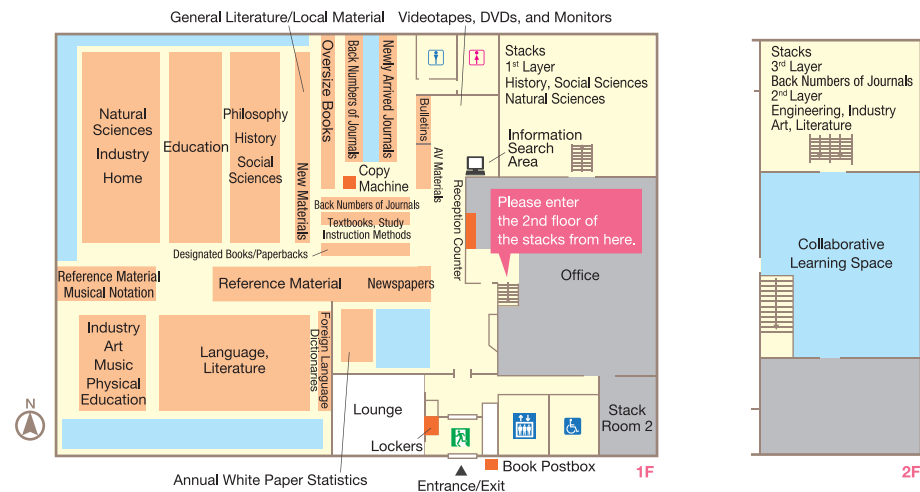 General Literature/Local Material
Videotapes, DVDs, and Monitors
Natural
Sciences
Industry
Home
Education
Philosophy
History
Social
Sciences
New Materials
Oversize Books
Back Numbers of Journals
Newly Arrived Journals
Bulletins
AV Materials
Copy
Machine
Back Numbers of Journals
Textbooks, Study
Instruction Methods
Designated Books/Paperbacks
Reception Counter
Stacks
1st Layer
History, Social Sciences
Natural Sciences
Information
Search
Area
Please enter
the 2nd floor of
the stacks from here.
Office
Reference Material
Musical Notation
Reference Material
Newspapers
Industry
Art
Music
Physical
Education
Language,
Literature
Foreign Language
Dictionaries
Lounge
Lockers
Stack
Room 2
N
Annual White Paper Statistics
Entrance/Exit
Book Postbox
1F
Stacks
3rd Layer
Back Numbers of Journals
2nd Layer
Engineering, Industry
Art, Literature
Collaborative
Learning Space
2F